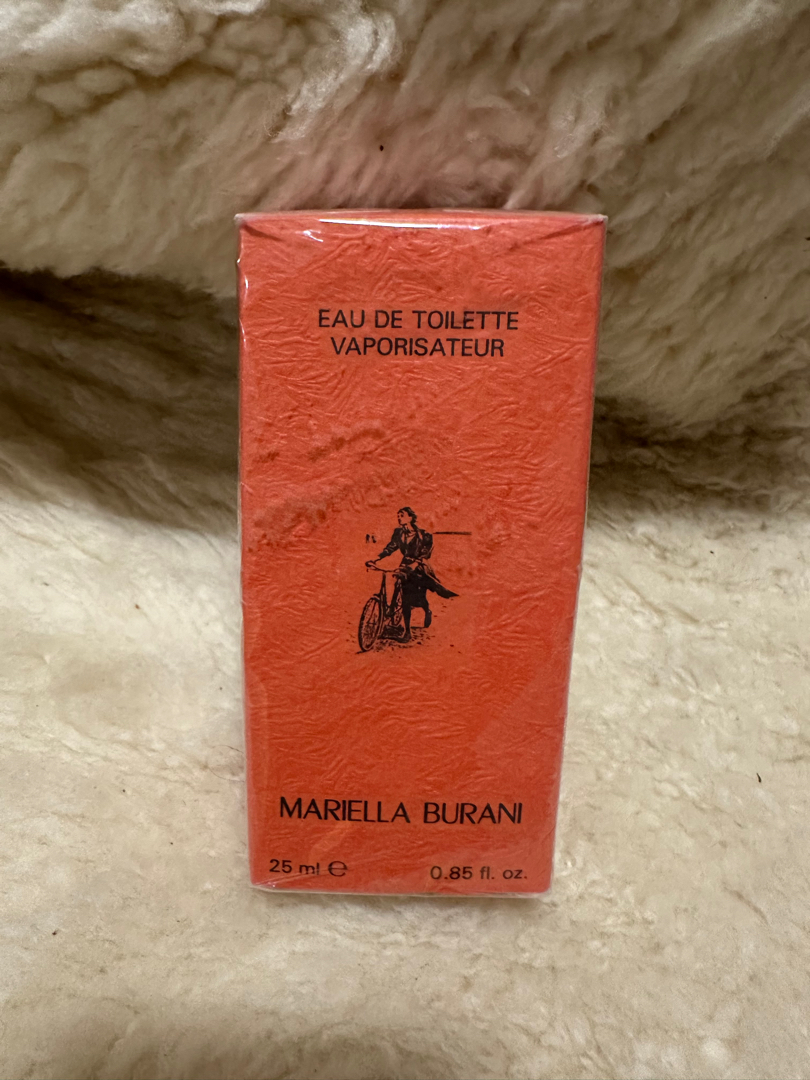 EAU DE TOILETTE
VAPORISATEUR
MARIELLA BURANI
25 ml ℮ 0.85 fl. oz.